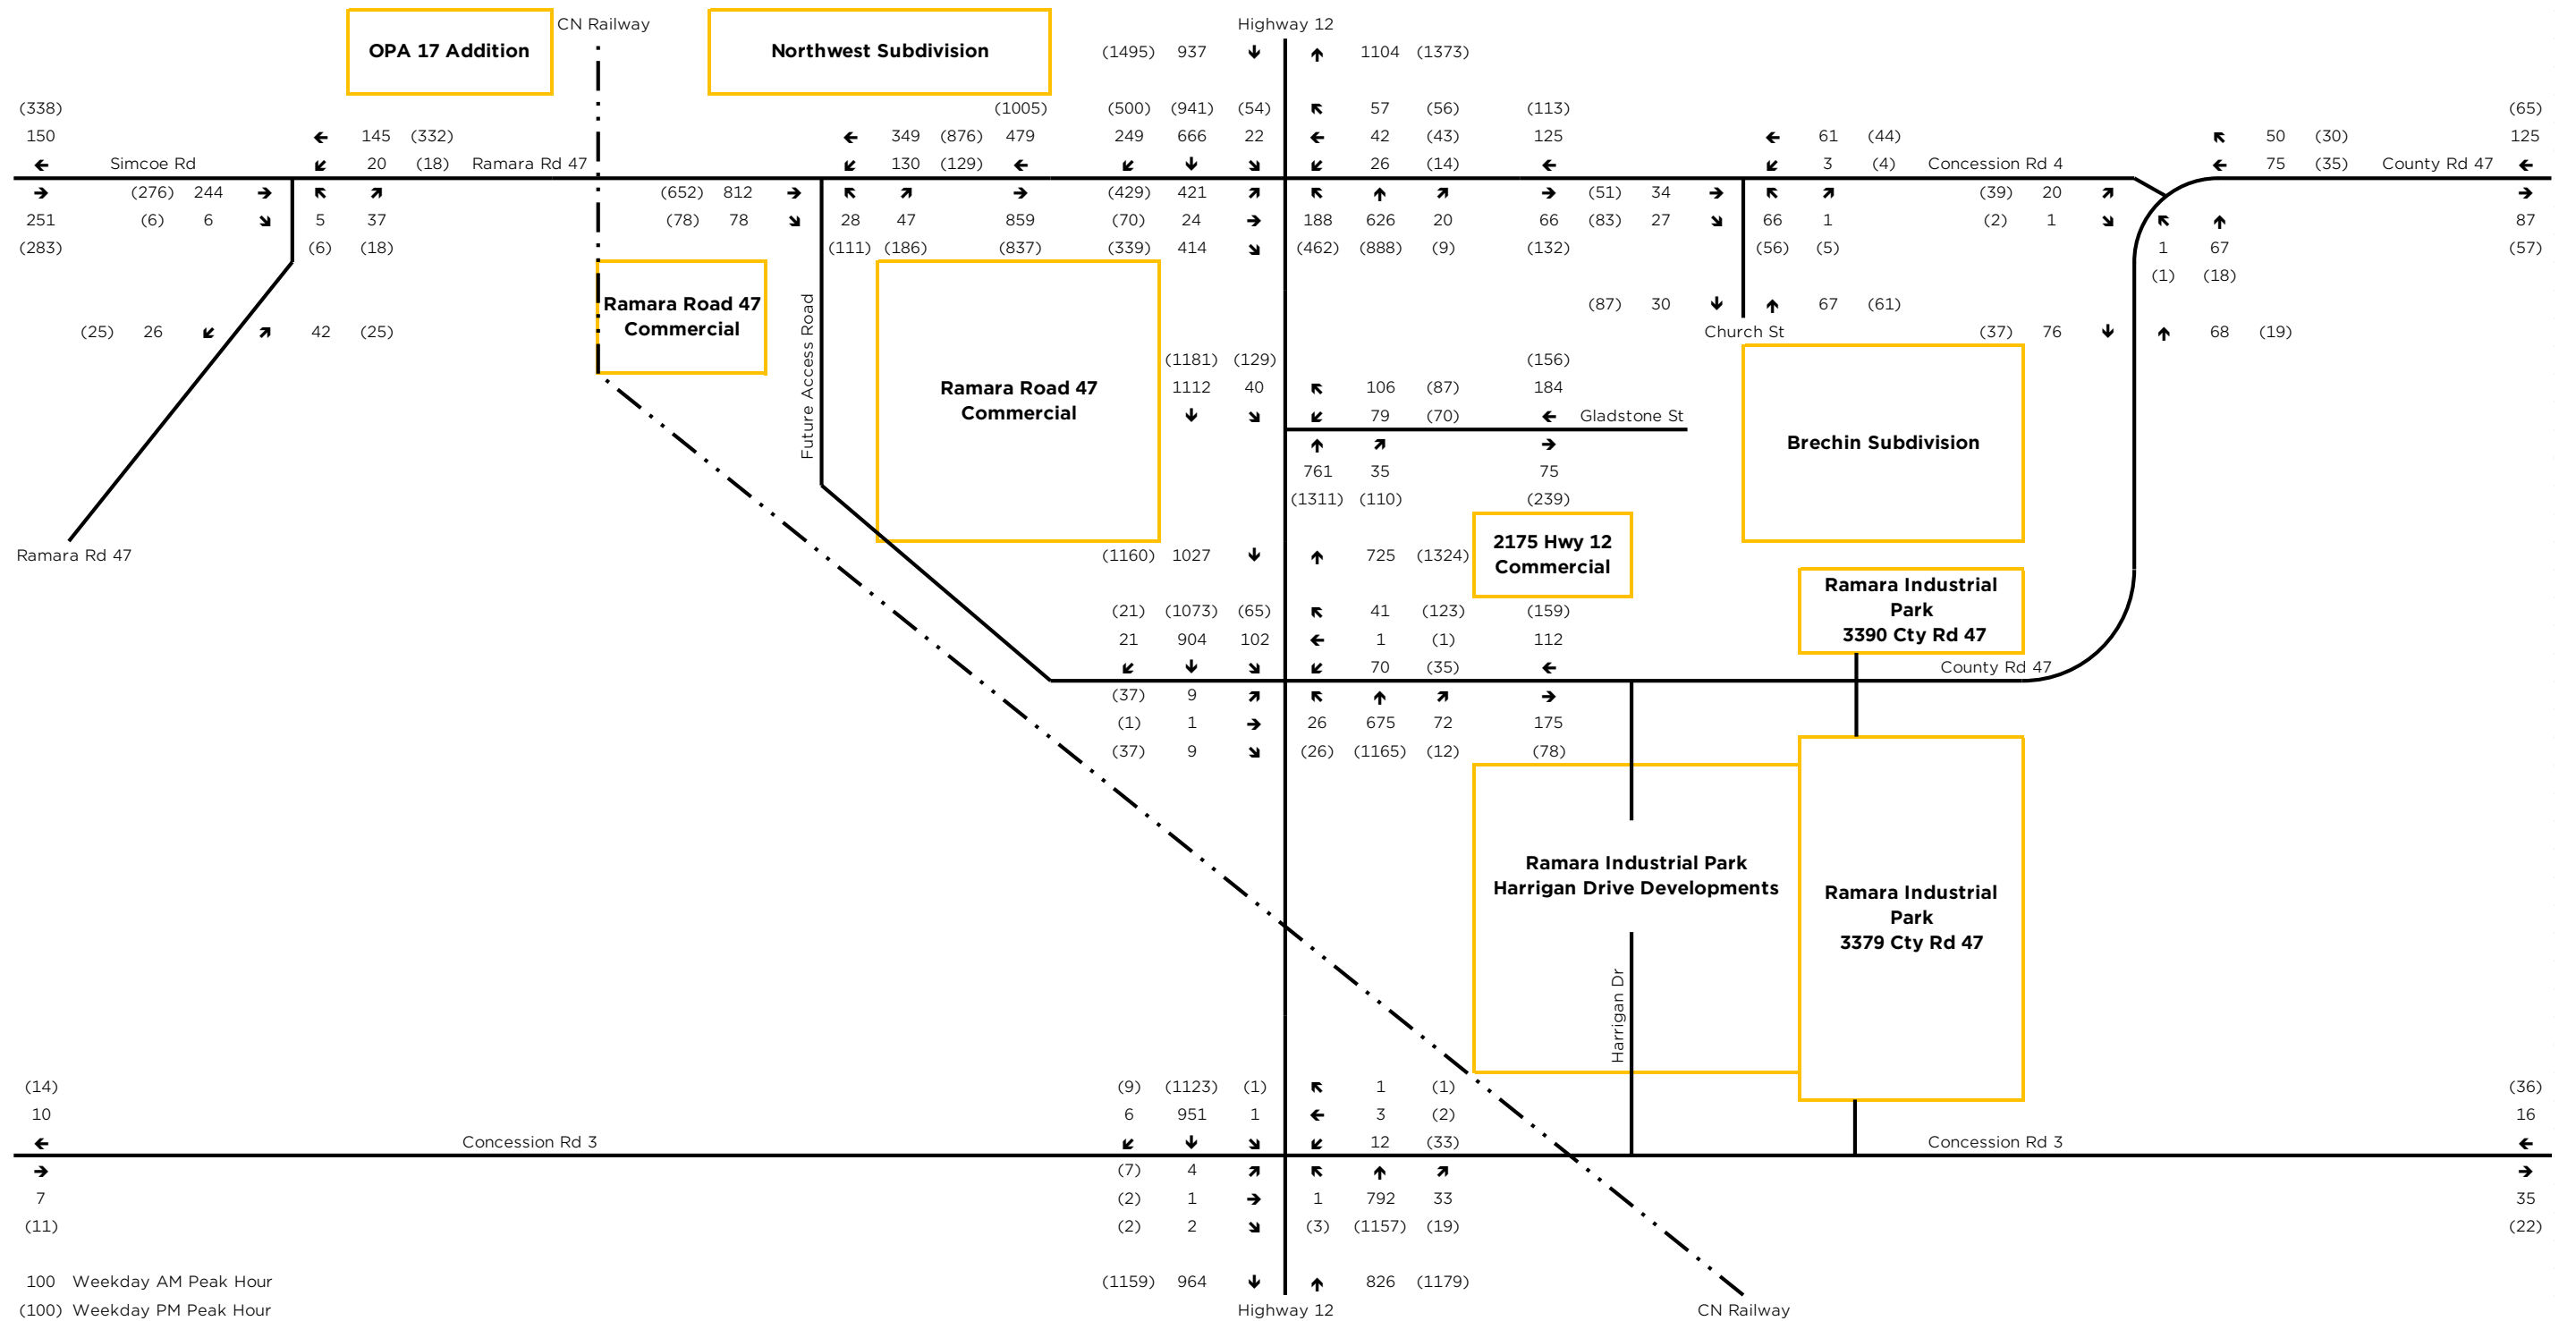 CN Railway Highway 12
OPA 17 Addition Northwest Subdivision (1495) 937 ↓ ↑ 1104 (1373)
(338) (1005) (500) (941) (54) ↖ 57 (56) (113) (65)
150 ← 145 (332) ← 349 (876) 479 249 666 22 ← 42 (43) 125 ← 61 (44) ↖ 50 (30) 125
← Simcoe Rd ↙ 20 (18) Ramara Rd 47 ↙ 130 (129) ← ↙ ↓ ↘ ↙ 26 (14) ← ↙ 3 (4) Concession Rd 4 ← 75 (35) County Rd 47 ←
→ (276) 244 → ↖ ↗ (652) 812 → ↖ ↗ → (429) 421 ↗ ↖ ↑ ↗ → (51) 34 → ↖ ↗ (39) 20 ↗ →
251 (6) 6 ↘ 5 37 (78) 78 ↘ 28 47 859 (70) 24 → 188 626 20 66 (83) 27 ↘ 66 1 (2) 1 ↘ ↖ ↑ 87
(283) (6) (18) (111) (186) (837) (339) 414 ↘ (462) (888) (9) (132) (56) (5) 1 67 (57)
(1) (18)
Ramara Road 47
Commercial
(87) 30 ↓ ↑ 67 (61)
(25) 26 ↙ ↗ 42 (25) Church St (37) 76 ↓ ↑ 68 (19)
Future Access Road
(1181) (129) (156)
Ramara Road 47
Commercial
1112 40 ↖ 106 (87) 184
↓ ↘ ↙ 79 (70) ← Gladstone St
↑ ↗ →
Brechin Subdivision
761 35 75
(1311) (110) (239)
Ramara Rd 47 (1160) 1027 ↓ ↑ 725 (1324)
2175 Hwy 12
Commercial
Ramara Industrial
Park
3390 Cty Rd 47
(21) (1073) (65) ↖ 41 (123) (159)
21 904 102 ← 1 (1) 112
↙ ↓ ↘ ↙ 70 (35) ← County Rd 47
(37) 9 ↗ ↖ ↑ ↗ →
(1) 1 → 26 675 72 175
(37) 9 ↘ (26) (1165) (12) (78)
Ramara Industrial Park
Harrigan Drive Developments
Ramara Industrial
Park
3379 Cty Rd 47
Harrigan Dr
(14) (9) (1123) (1) ↖ 1 (1) (36)
10 6 951 1 ← 3 (2) 16
← Concession Rd 3 ↙ ↓ ↘ ↙ 12 (33) Concession Rd 3 ←
→ (7) 4 ↗ ↖ ↑ ↗ →
7 (2) 1 → 1 792 33 35
(11) (2) 2 ↘ (3) (1157) (19) (22)
100 Weekday AM Peak Hour (1159) 964 ↓ ↑ 826 (1179)
(100) Weekday PM Peak Hour Highway 12 CN Railway